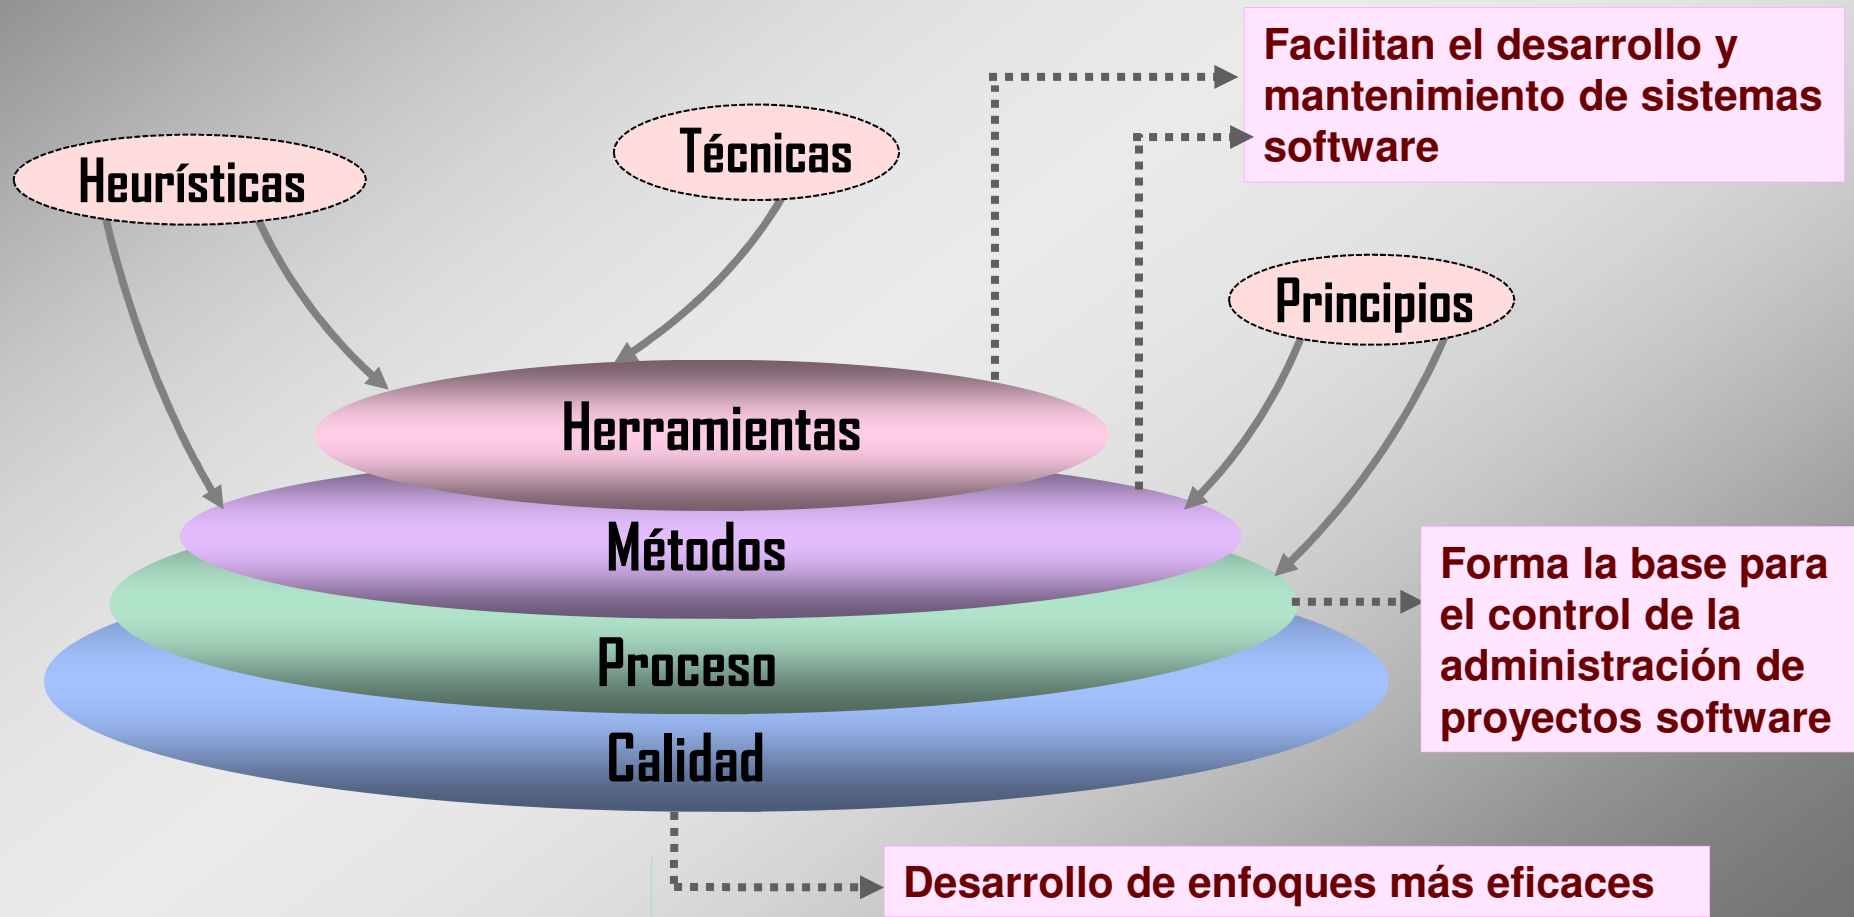 Facilitan el desarrollo y
mantenimiento de sistemas
software
Técnicas
Heurísticas
Principios
Herramientas
Métodos
Forma la base para
el control de la
administración de
proyectos software
Proceso
Calidad
Desarrollo de enfoques más eficaces